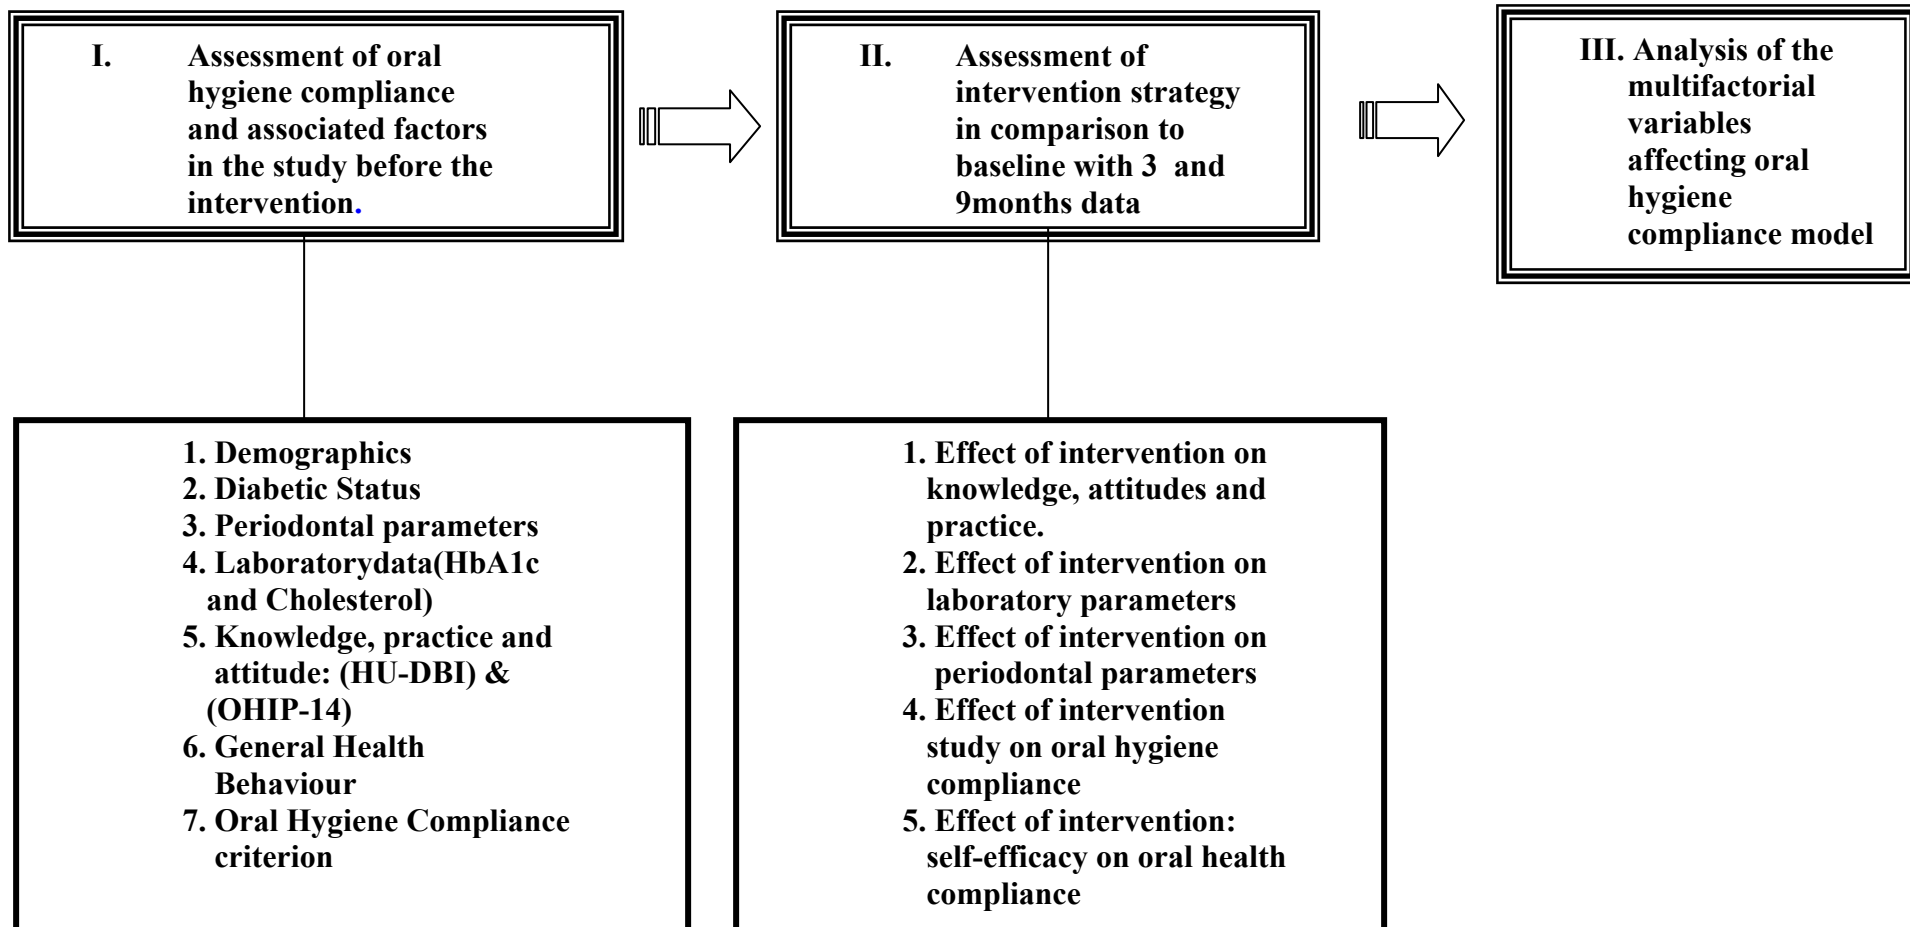 I. Assessment of oral
hygiene compliance
and associated factors
in the study before the
intervention.
II. Assessment of
intervention strategy
in comparison to
baseline with 3 and
9months data
III. Analysis of the
multifactorial
variables
affecting oral
hygiene
compliance model
1. Demographics
2. Diabetic Status
3. Periodontal parameters
4. Laboratorydata(HbA1c
and Cholesterol)
5. Knowledge, practice and
attitude: (HU-DBI) &
(OHIP-14)
6. General Health
Behaviour
7. Oral Hygiene Compliance
criterion
1. Effect of intervention on
knowledge, attitudes and
practice.
2. Effect of intervention on
laboratory parameters
3. Effect of intervention on
periodontal parameters
4. Effect of intervention
study on oral hygiene
compliance
5. Effect of intervention:
self-efficacy on oral health
compliance